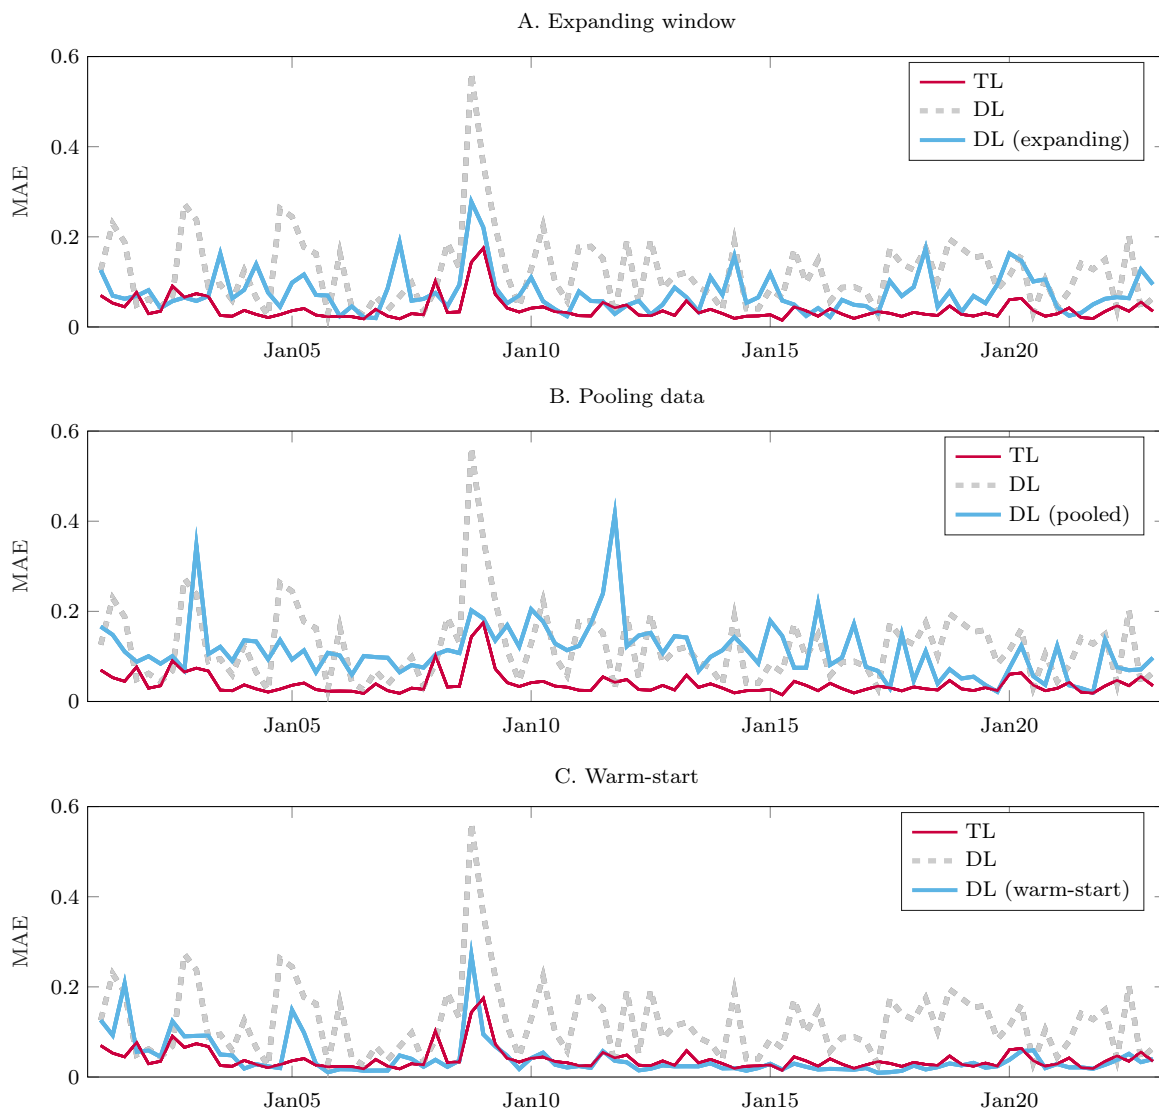 A. Expanding window
0.6
0.4
0.2
0
MAE
TL
DL
DL (expanding)
Jan05 Jan10 Jan15 Jan20
B. Pooling data
0.6
0.4
0.2
0
MAE
TL
DL
DL (pooled)
Jan05 Jan10 Jan15 Jan20
C. Warm-start
0.6
0.4
0.2
0
MAE
TL
DL
DL (warm-start)
Jan05 Jan10 Jan15 Jan20